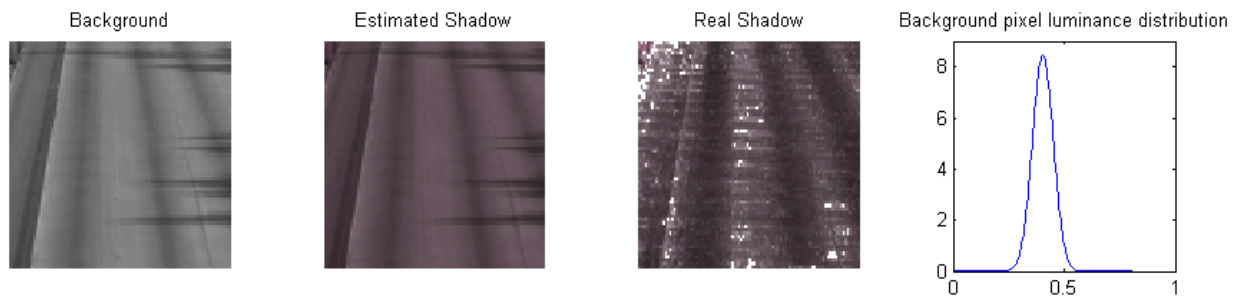 Background
Estimated Shadow
Real Shadow
Background pixel luminance distribution
8
6
4
2
0
0
0.5
1